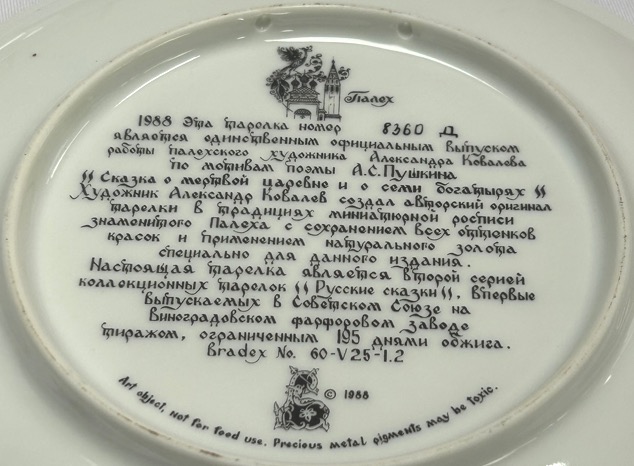 Палех
1988 Эта тарелка номер 8360 Д
является единственным официальным выпуском
работы палехского художника Александра Ковалева
по мотивам поэмы А.С.Пушкина
"Сказка о мертвой царевне и о семи богатырях"
Художник Александр Ковалев создал авторский оригинал
тарелки в традициях миниатюрной росписи
знаменитого Палеха с сохранением всех оттенков
красок и применением натурального золота
специально для данного издания.
Настоящая тарелка является второй серией
коллекционных тарелок "Русские сказки", впервые
выпускаемых в Советском Союзе на
Виноградовском фарфоровом заводе
тиражом, ограниченным 195 днями обжига.
Bradex No. 60-V25-1.2
© 1988
Art object, not for food use. Precious metal pigments may be toxic.